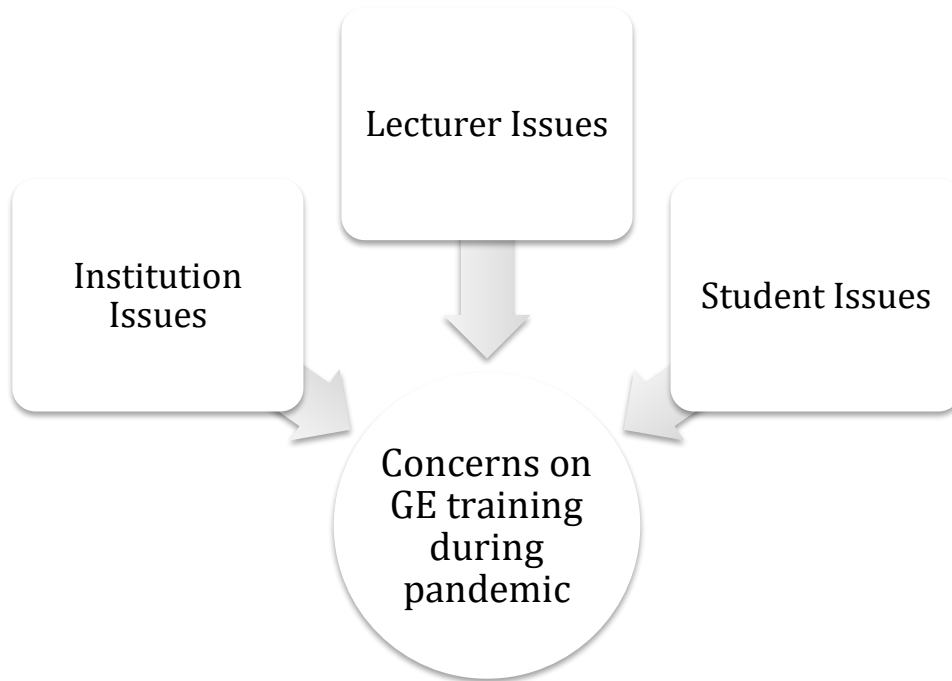 Lecturer Issues
Institution
Issues
Student Issues
Concerns on
GE training
during
pandemic